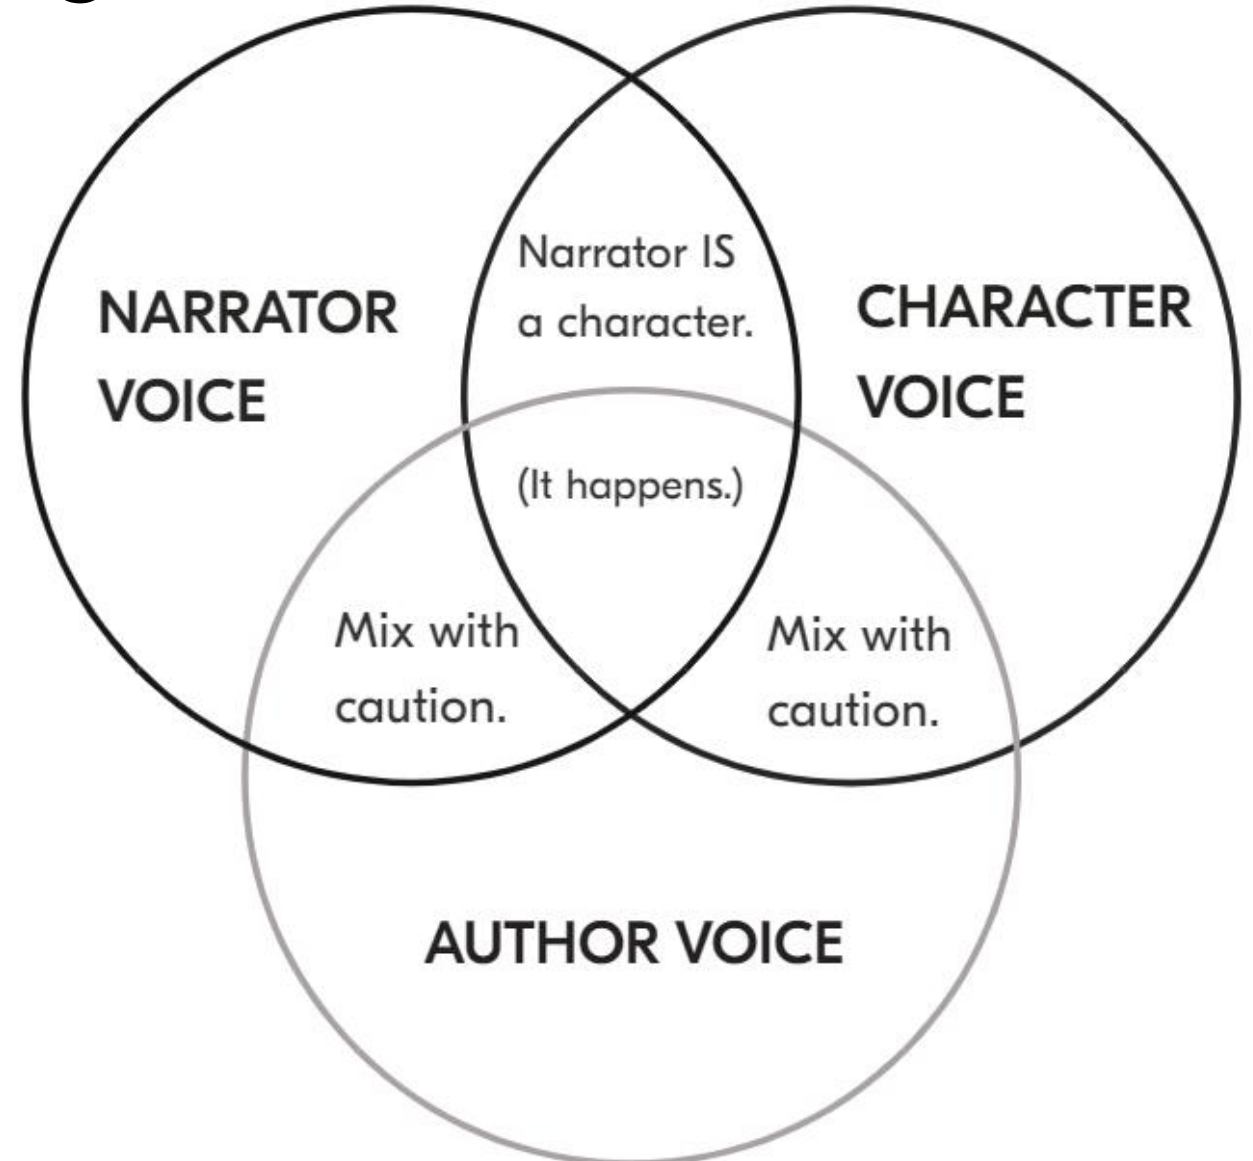 Narrator IS
a character.
NARRATOR
VOICE
CHARACTER
VOICE
(It happens.)
Mix with
caution.
Mix with
caution.
AUTHOR VOICE